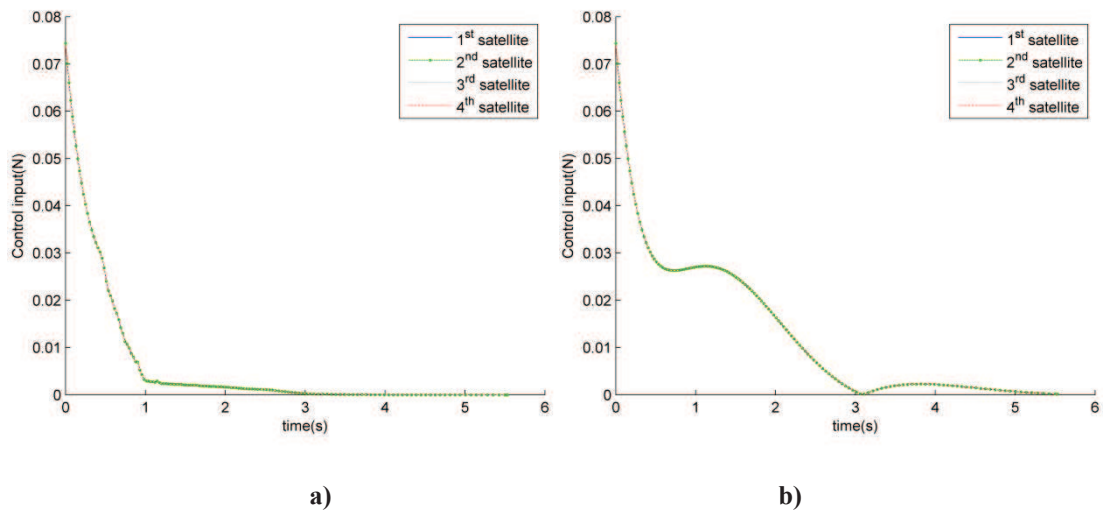 0.08
0.07
0.06
0.05
0.04
0.03
0.02
0.01
0
Control input(N)
0 1 2 3 4 5 6
time(s)
1st satellite
2nd satellite
3rd satellite
4th satellite
a)
0.08
0.07
0.06
0.05
0.04
0.03
0.02
0.01
0
Control input(N)
0 1 2 3 4 5 6
time(s)
1st satellite
2nd satellite
3rd satellite
4th satellite
b)